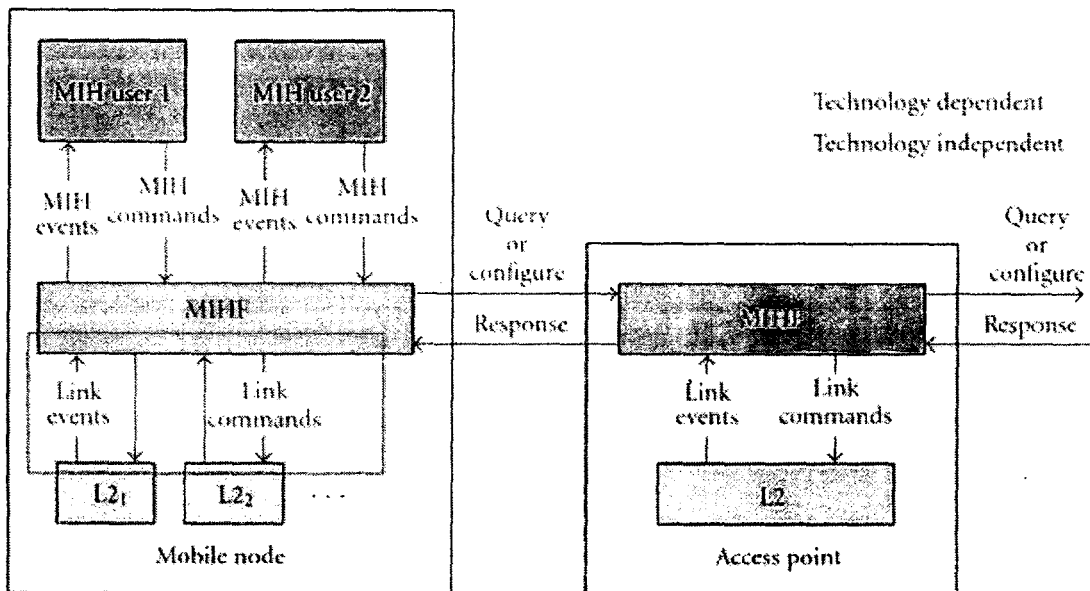 MIH user 1
MIH user 2
Technology dependent
Technology independent
MIH
events
MIH
commands
MIH
events
MIH
commands
Query
or
configure
Query
or
configure
MIHF
MIHF
Response
Response
Link
events
Link
commands
Link
events
Link
commands
L2₁
L2₂
...
L2
Mobile node
Access point